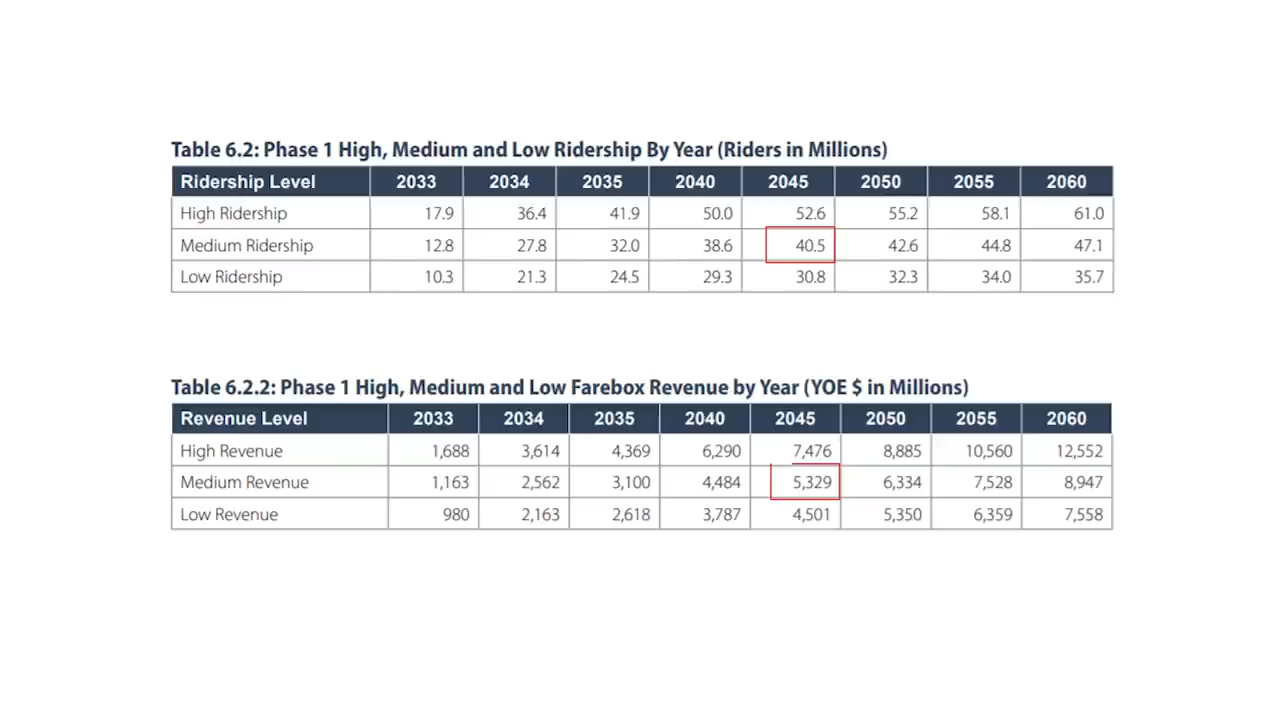 Table 6.2: Phase 1 High, Medium and Low Ridership By Year (Riders in Millions)
Ridership Level 2033 2034 2035 2040 2045 2050 2055 2060
High Ridership 17.9 36.4 41.9 50.0 52.6 55.2 58.1 61.0
Medium Ridership 12.8 27.8 32.0 38.6 40.5 42.6 44.8 47.1
Low Ridership 10.3 21.3 24.5 29.3 30.8 32.3 34.0 35.7
Table 6.2.2: Phase 1 High, Medium and Low Farebox Revenue by Year (YOE $ in Millions)
Revenue Level 2033 2034 2035 2040 2045 2050 2055 2060
High Revenue 1,688 3,614 4,369 6,290 7,476 8,885 10,560 12,552
Medium Revenue 1,163 2,562 3,100 4,484 5,329 6,334 7,528 8,947
Low Revenue 980 2,163 2,618 3,787 4,501 5,350 6,359 7,558